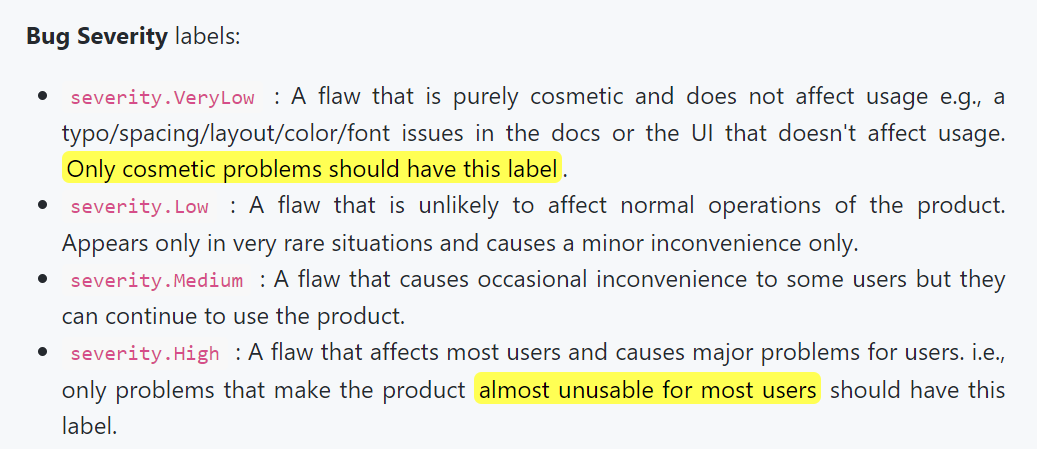 Bug Severity labels:
severity.VeryLow : A flaw that is purely cosmetic and does not affect usage e.g., a
typo/spacing/layout/color/font issues in the docs or the UI that doesn't affect usage.
Only cosmetic problems should have this label.
severity.Low : A flaw that is unlikely to affect normal operations of the product.
Appears only in very rare situations and causes a minor inconvenience only.
severity.Medium : A flaw that causes occasional inconvenience to some users but they
can continue to use the product.
severity.High : A flaw that affects most users and causes major problems for users. i.e.,
only problems that make the product almost unusable for most users should have this
label.